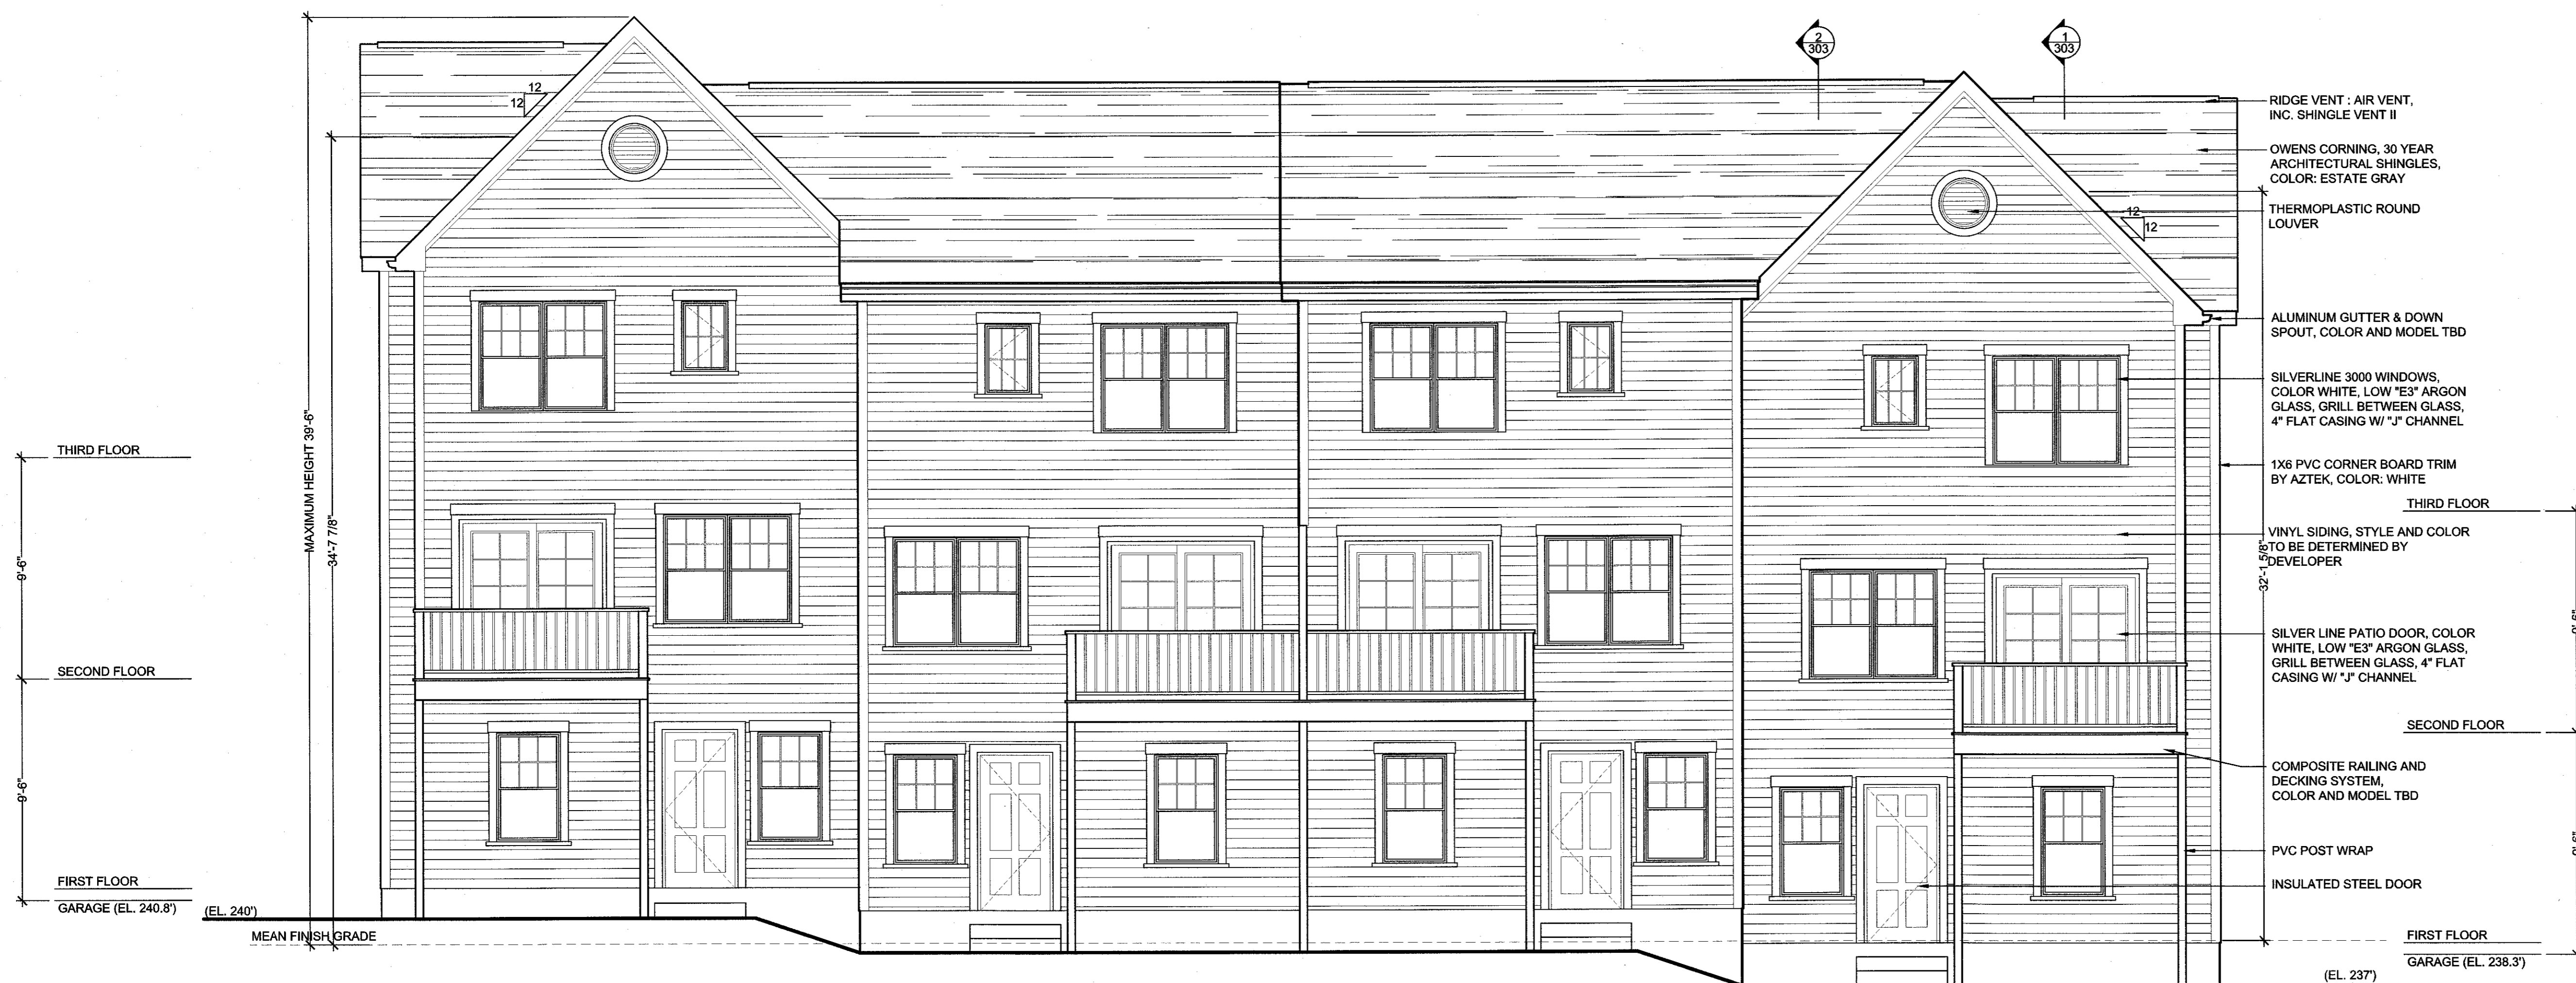 2
303
1
303
12
12
12
12
RIDGE VENT : AIR VENT,
INC. SHINGLE VENT II
OWENS CORNING, 30 YEAR
ARCHITECTURAL SHINGLES,
COLOR: ESTATE GRAY
THERMOPLASTIC ROUND
LOUVER
ALUMINUM GUTTER & DOWN
SPOUT, COLOR AND MODEL TBD
SILVERLINE 3000 WINDOWS,
COLOR WHITE, LOW "E3" ARGON
GLASS, GRILL BETWEEN GLASS,
4" FLAT CASING W/ "J" CHANNEL
1X6 PVC CORNER BOARD TRIM
BY AZTEK, COLOR: WHITE
VINYL SIDING, STYLE AND COLOR
TO BE DETERMINED BY
DEVELOPER
SILVER LINE PATIO DOOR, COLOR
WHITE, LOW "E3" ARGON GLASS,
GRILL BETWEEN GLASS, 4" FLAT
CASING W/ "J" CHANNEL
COMPOSITE RAILING AND
DECKING SYSTEM,
COLOR AND MODEL TBD
PVC POST WRAP
INSULATED STEEL DOOR
MAXIMUM HEIGHT 39'-6"
34'-7 7/8"
32'-1 5/8"
THIRD FLOOR
9'-6"
SECOND FLOOR
9'-6"
FIRST FLOOR
GARAGE (EL. 240.8')
(EL. 240')
MEAN FINISH GRADE
THIRD FLOOR
SECOND FLOOR
FIRST FLOOR
GARAGE (EL. 238.3')
(EL. 237')